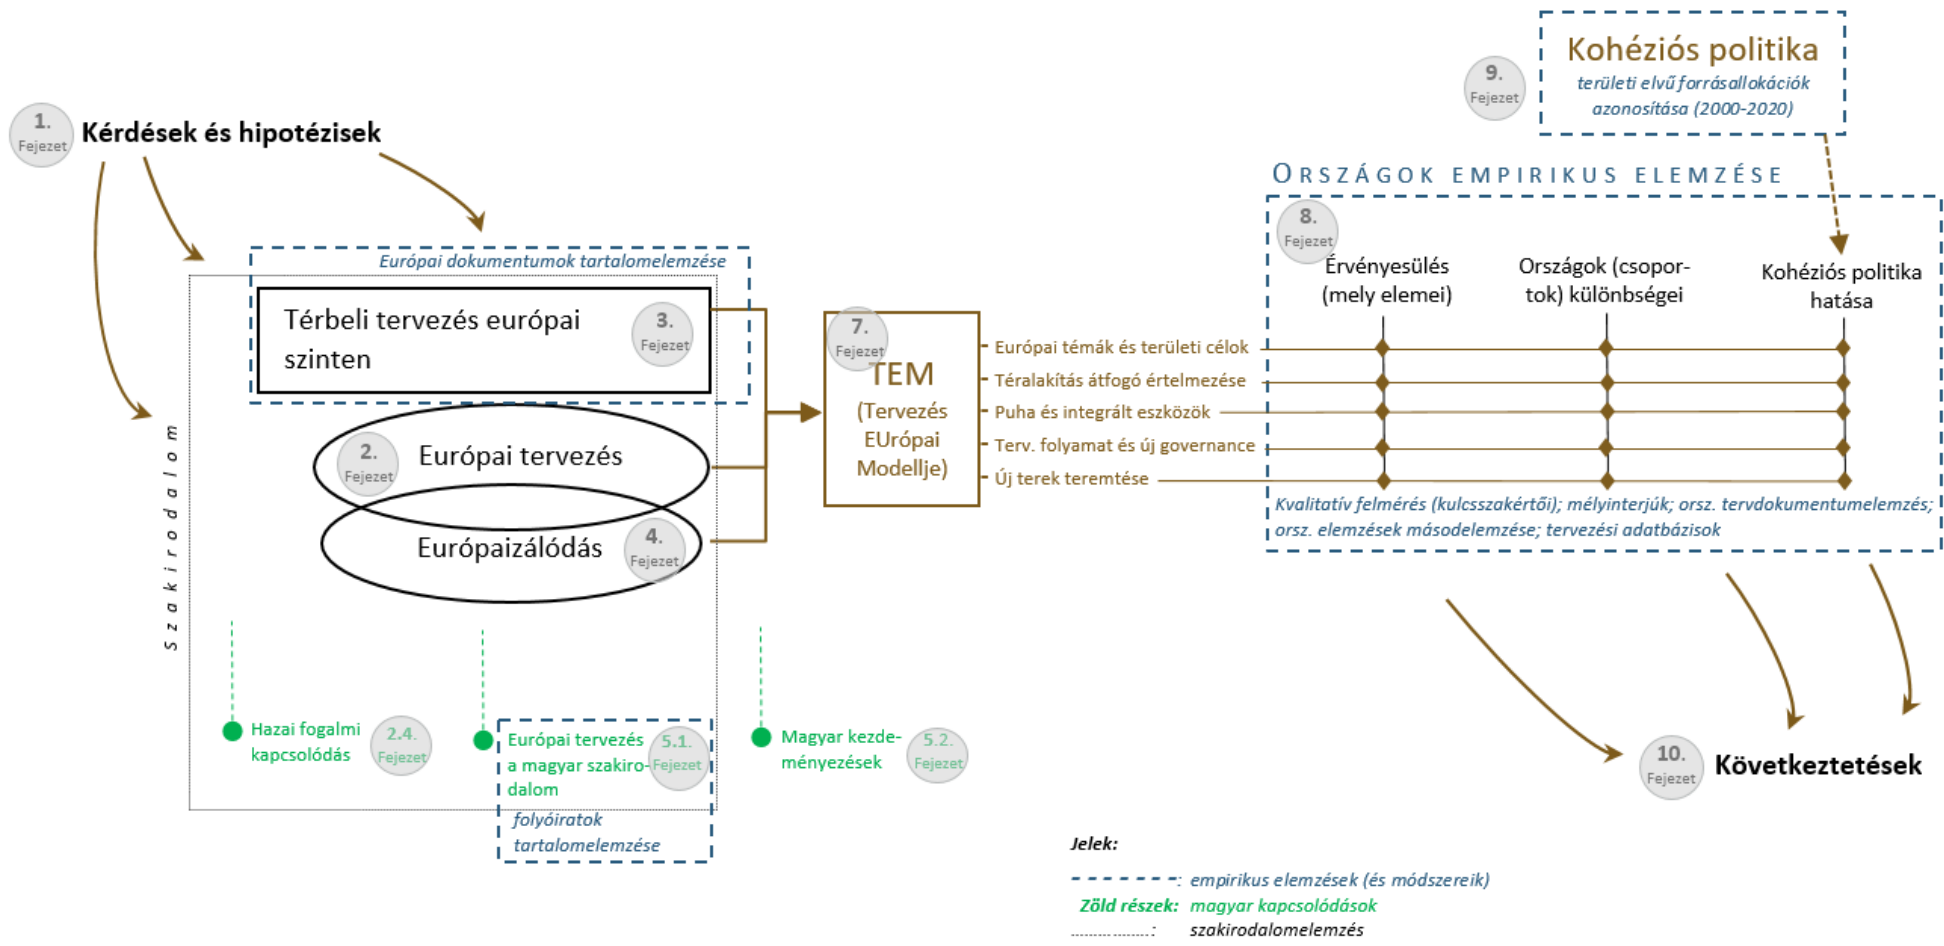 1.
Fejezet
Kérdések és hipotézisek
Szakirodalom
Európai dokumentumok tartalomelemzése
Térbeli tervezés európai
szinten
3.
Fejezet
2.
Fejezet
Európai tervezés
Európaizálódás
4.
Fejezet
Hazai fogalmi
kapcsolódás
2.4.
Fejezet
Európai tervezés
a magyar szakiro-
dalom
5.1.
Fejezet
folyóiratok
tartalomelemzése
Magyar kezde-
ményezések
5.2.
Fejezet
7.
Fejezet
TEM
(Tervezés
EUrópai
Modellje)
- Európai témák és területi célok
- Téralakítás átfogó értelmezése
- Puha és integrált eszközök
- Terv. folyamat és új governance
- Új terek teremtése
9.
Fejezet
Kohéziós politika
területi elvű forrásallokációk
azonosítása (2000-2020)
ORSZÁGOK EMPIRIKUS ELEMZÉSE
8.
Fejezet
Érvényesülés
(mely elemei)
Országok (csopor-
tok) különbségei
Kohéziós politika
hatása
Kvalitatív felmérés (kulcsszakértői); mélyinterjúk; orsz. tervdokumentumelemzés;
orsz. elemzések másodelemzése; tervezési adatbázisok
10.
Fejezet
Következtetések
Jelek:
: empirikus elemzések (és módszereik)
Zöld részek: magyar kapcsolódások
: szakirodalomelemzés